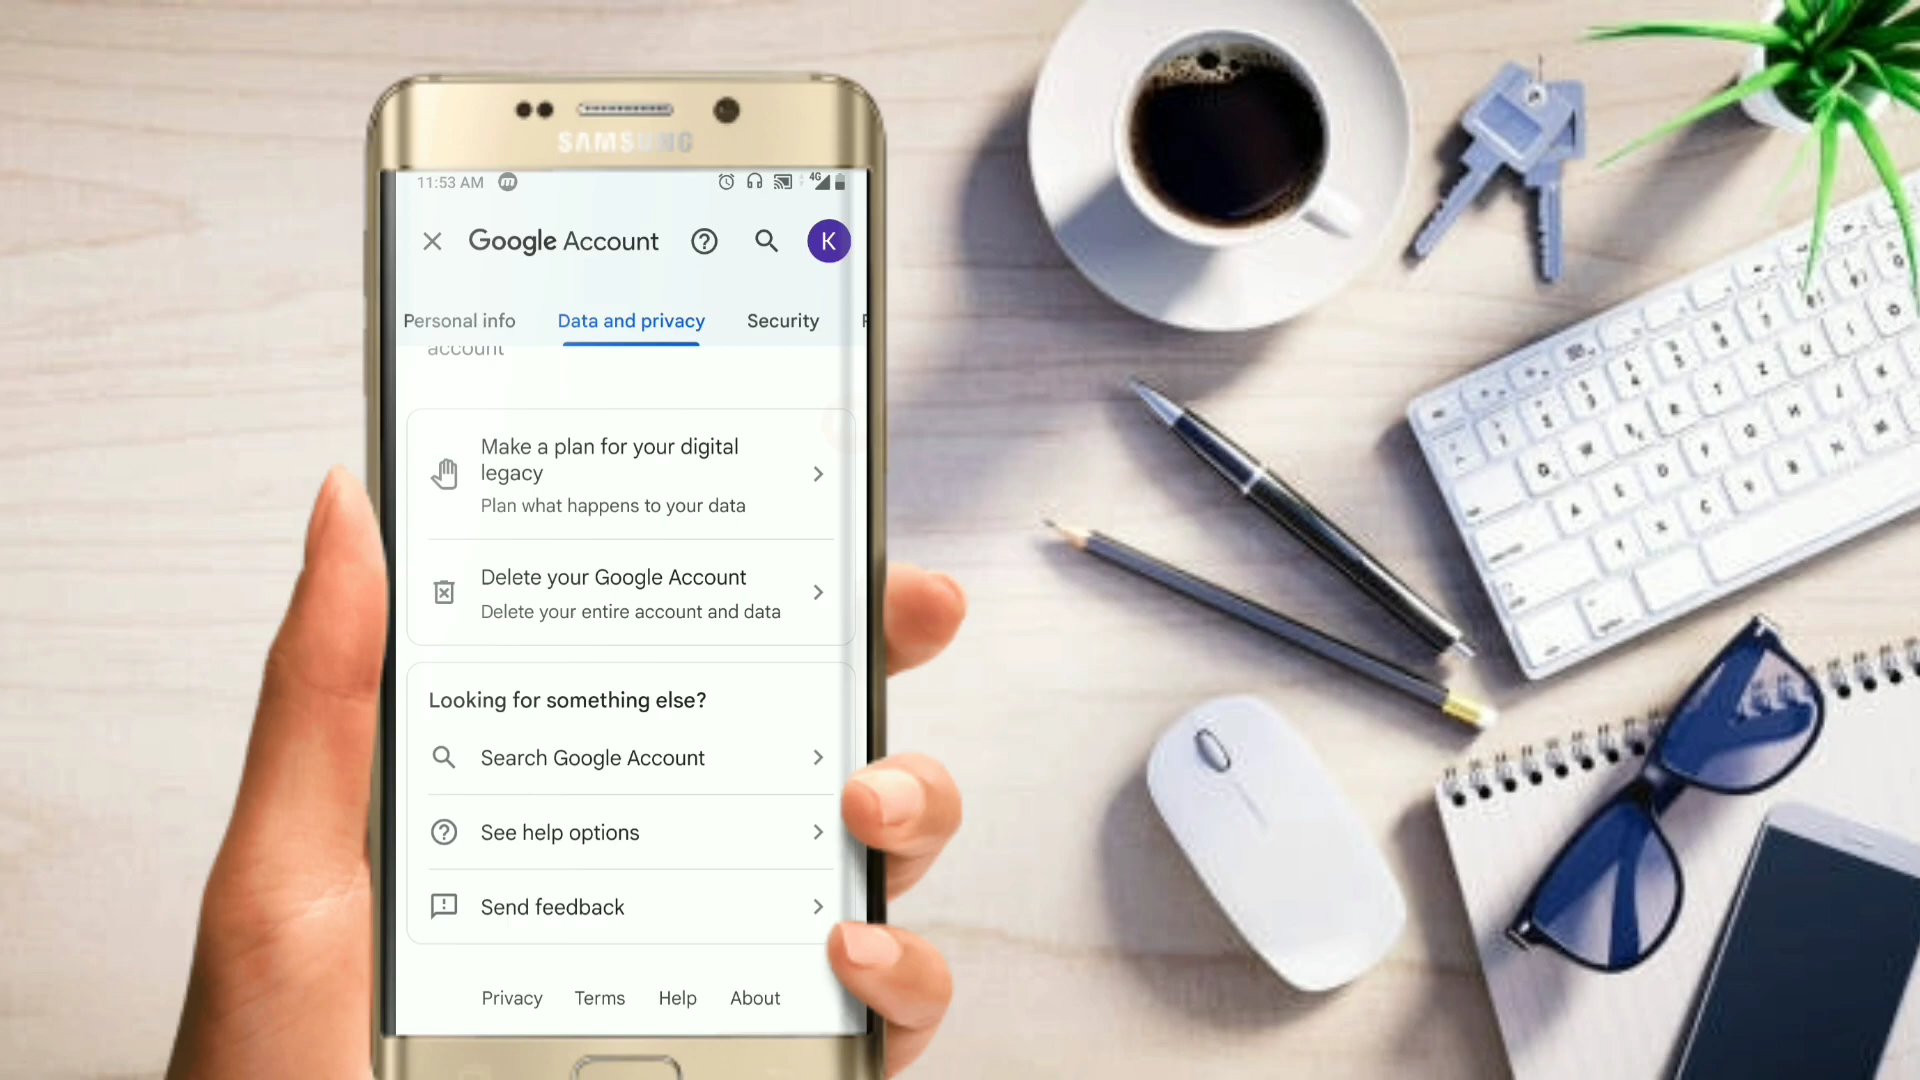 SAMSUNG
11:53 AM m 4G
Google Account K
Personal info Data and privacy Security
account
Make a plan for your digital
legacy
Plan what happens to your data
Delete your Google Account
Delete your entire account and data
Looking for something else?
Search Google Account
See help options
Send feedback
Privacy Terms Help About